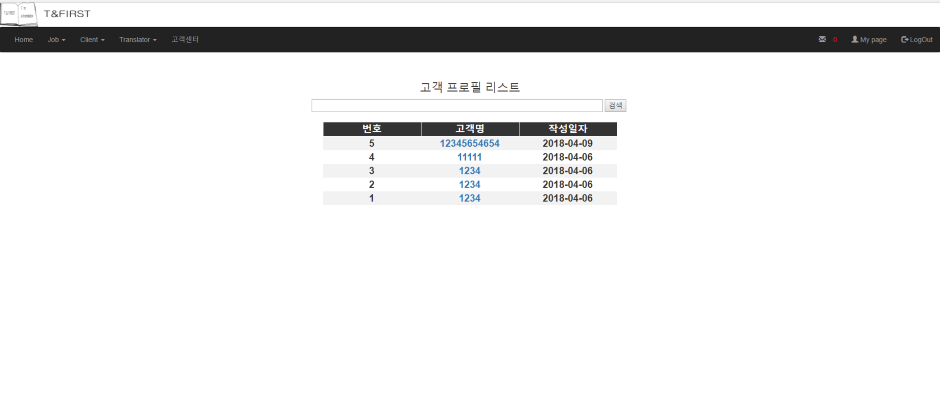 T&FIRST
Home Job Client Translator 고객센터 0 My page LogOut
고객 프로필 리스트
검색
번호 고객명 작성일자
5 12345654654 2018-04-09
4 11111 2018-04-06
3 1234 2018-04-06
2 1234 2018-04-06
1 1234 2018-04-06